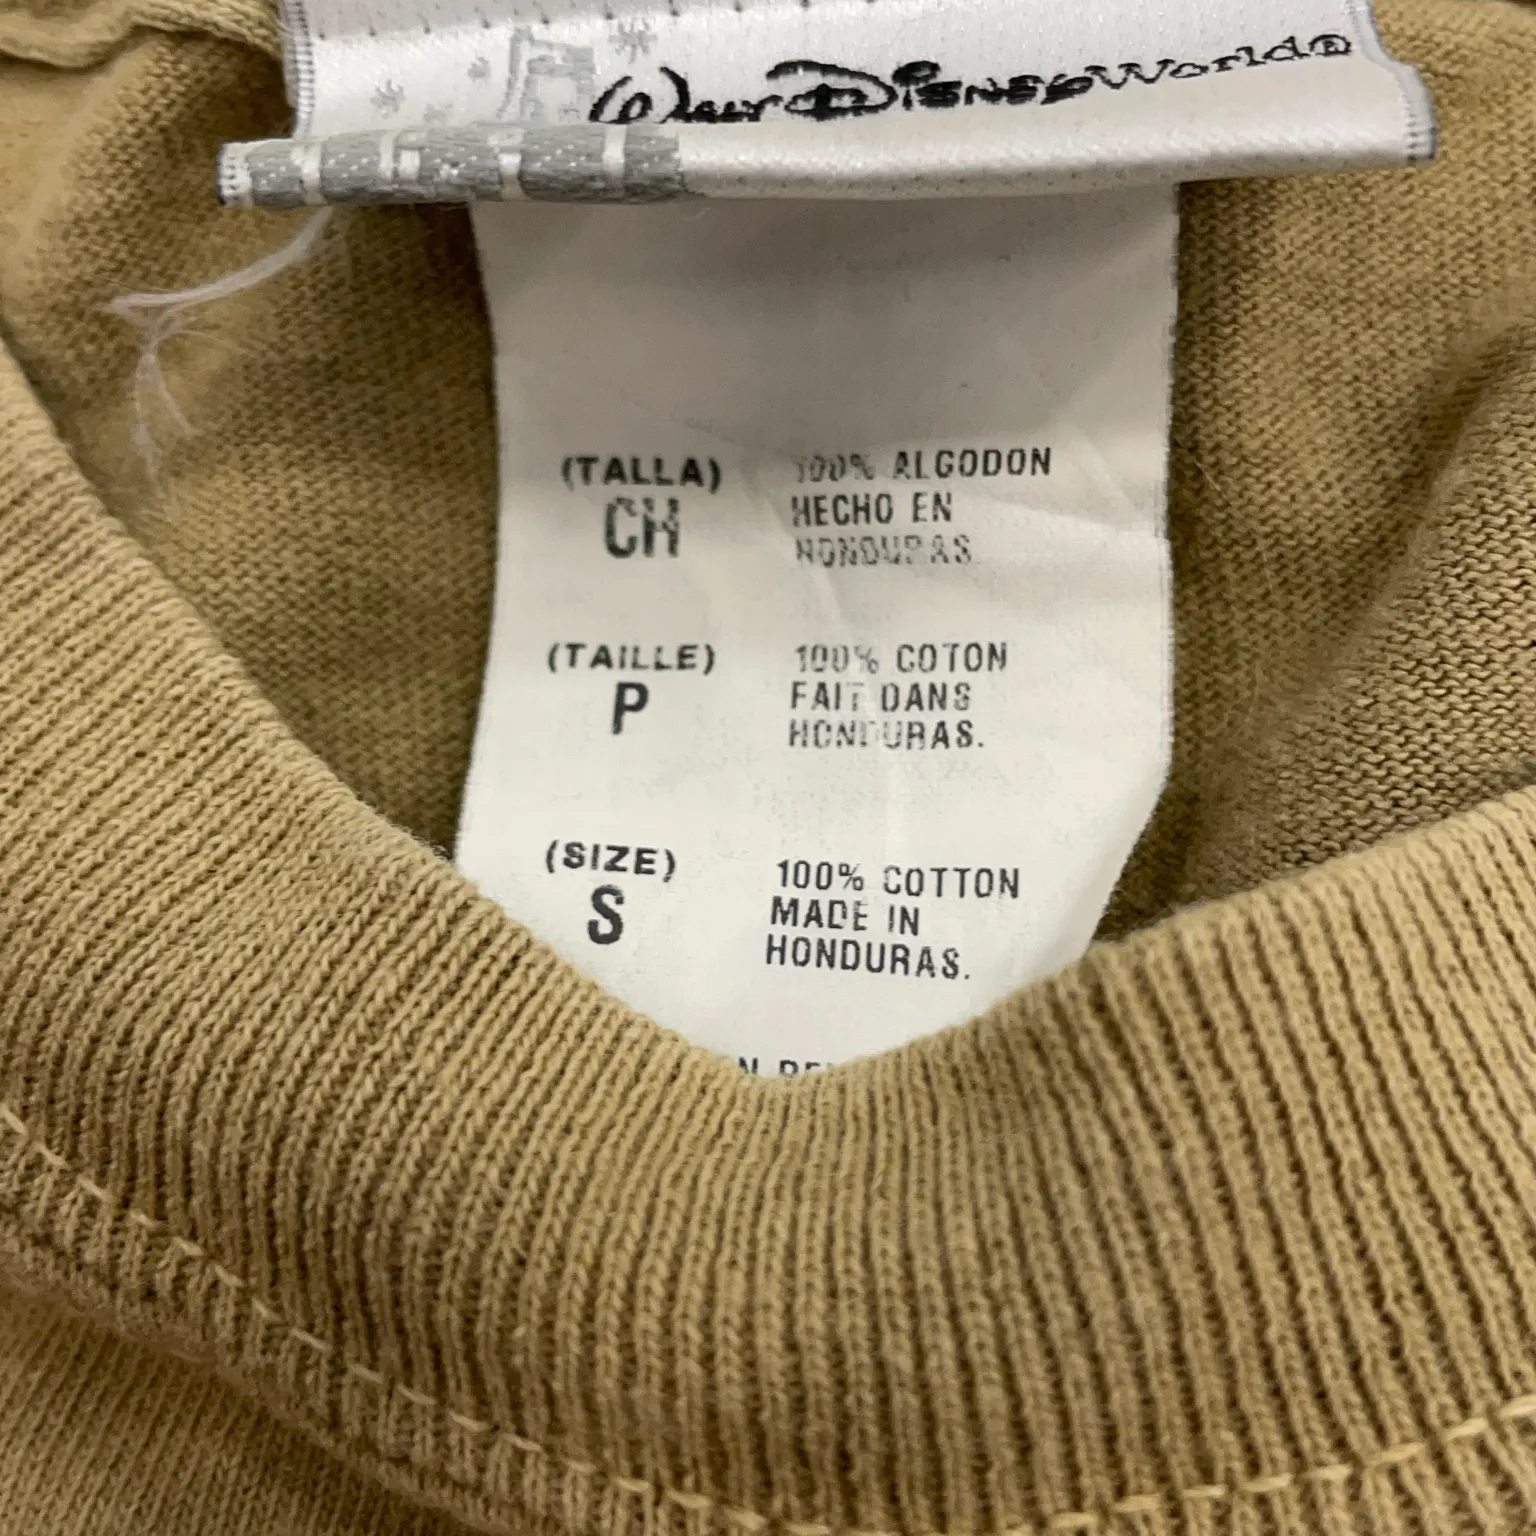 Walt Disney World®
(TALLA)
CH
100% ALGODON
HECHO EN
HONDURAS
(TAILLE)
P
100% COTON
FAIT DANS
HONDURAS.
(SIZE)
S
100% COTTON
MADE IN
HONDURAS.